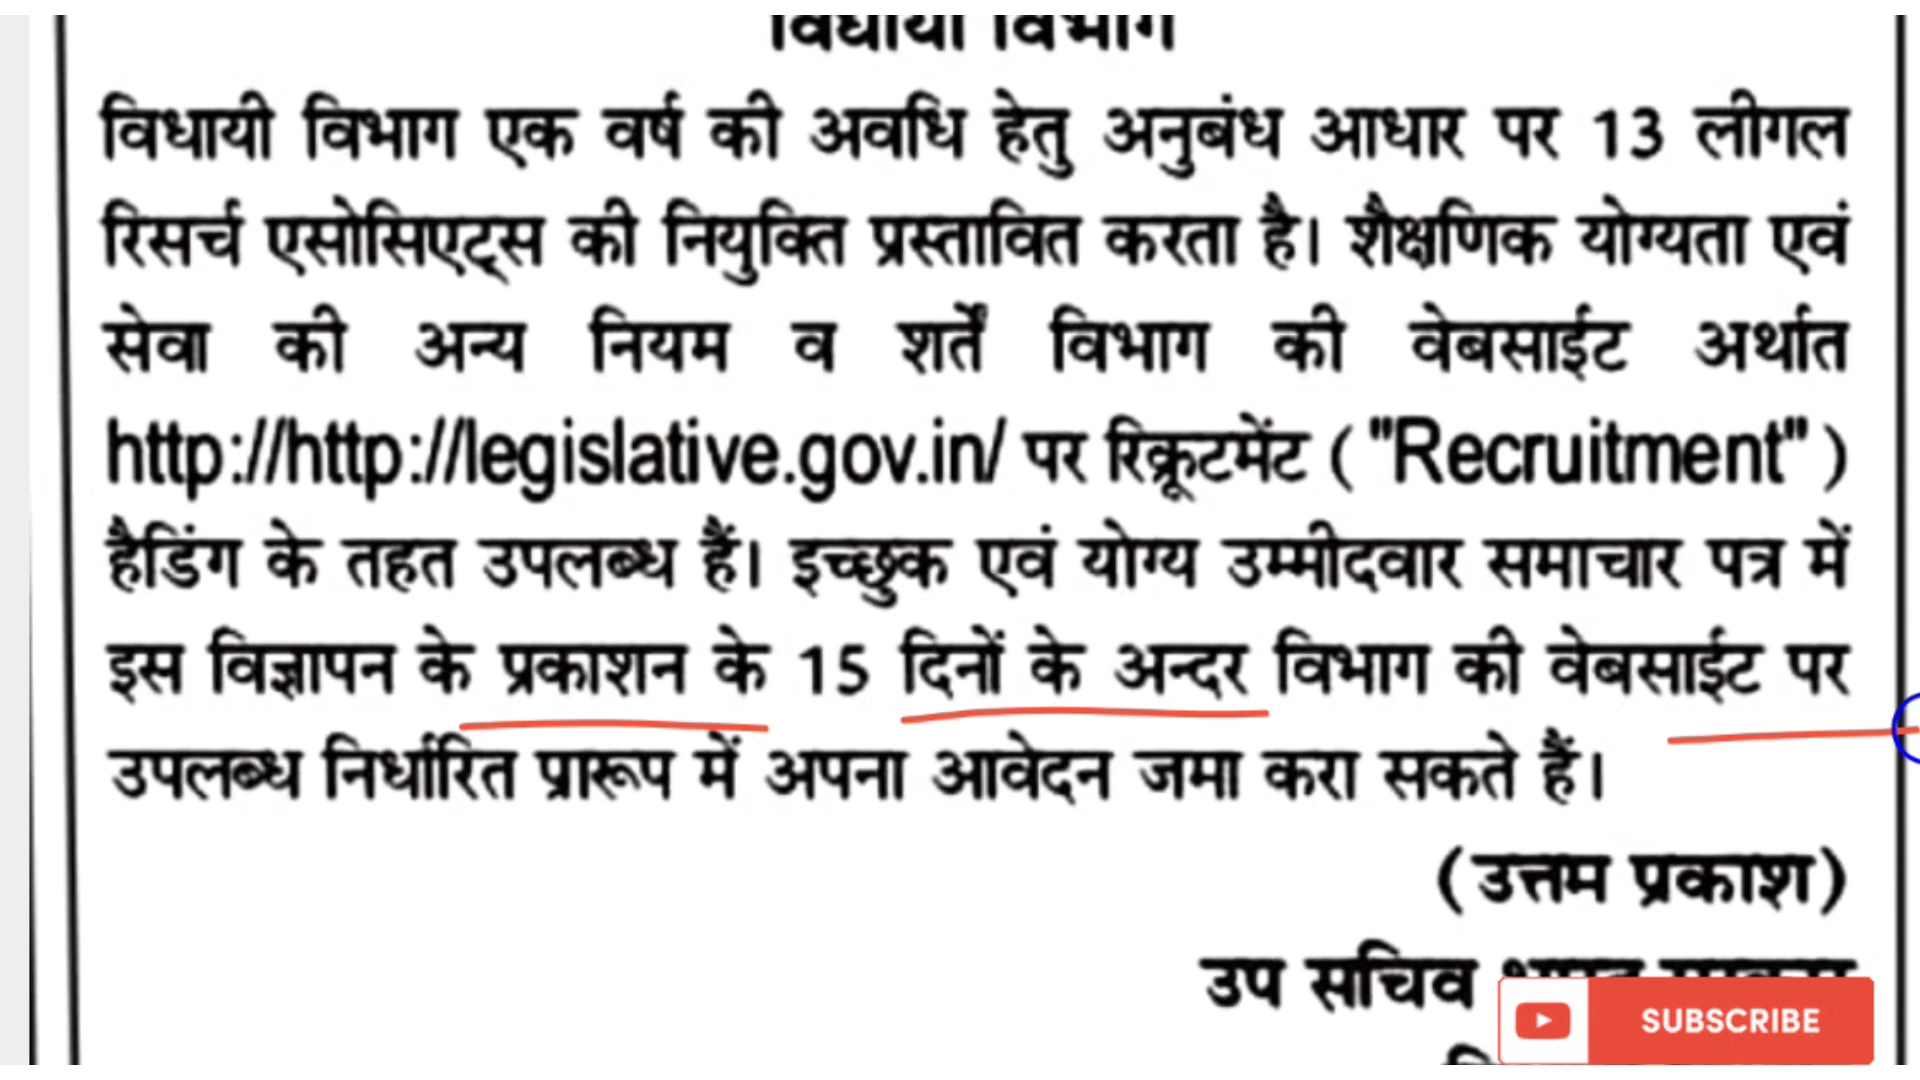 विधायी विभाग
विधायी विभाग एक वर्ष की अवधि हेतु अनुबंध आधार पर 13 लीगल
रिसर्च एसोसिएट्स की नियुक्ति प्रस्तावित करता है। शैक्षणिक योग्यता एवं
सेवा की अन्य नियम व शर्तें विभाग की वेबसाईट अर्थात
http://http://legislative.gov.in/ पर रिक्रूटमेंट ( "Recruitment" )
हैडिंग के तहत उपलब्ध हैं। इच्छुक एवं योग्य उम्मीदवार समाचार पत्र में
इस विज्ञापन के प्रकाशन के 15 दिनों के अन्दर विभाग की वेबसाईट पर
उपलब्ध निर्धारित प्रारूप में अपना आवेदन जमा करा सकते हैं।
(उत्तम प्रकाश)
उप सचिव
SUBSCRIBE